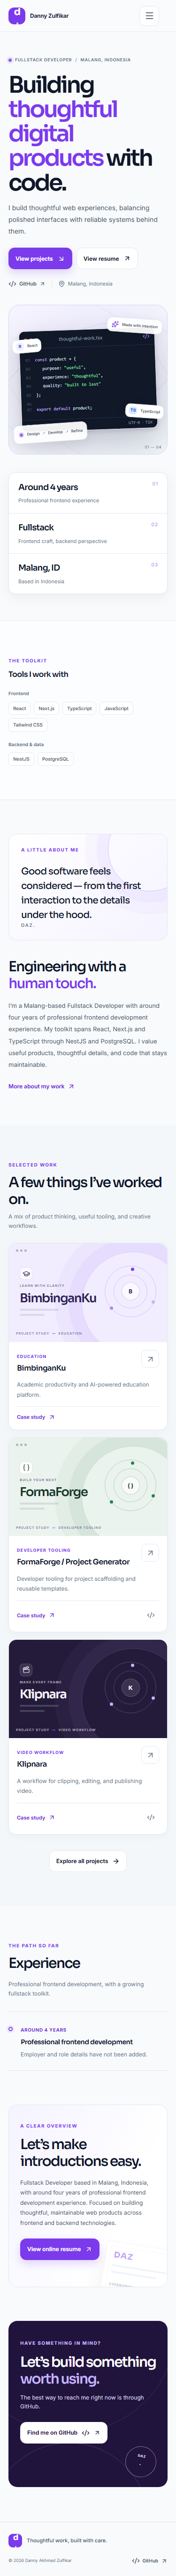 d Danny Zulfikar
FULLSTACK DEVELOPER / MALANG, INDONESIA
Building
thoughtful
digital
products with
code.
I build thoughtful web experiences, balancing
polished interfaces with reliable systems behind
them.
View projects
View resume
GitHub
Malang, Indonesia
Made with intention
thoughtful-work.tsx
React
const product = {
useful: "useful",
experience: "thoughtful",
quality: "built to last"
};
export default product;
TS TypeScript
UTF-8 TSX
Design • Develop • Refine
01 — 04
Around 4 years
01
Professional frontend experience
Fullstack
02
Frontend craft, backend perspective
Malang, ID
03
Based in Indonesia
THE TOOLKIT
Tools I work with
Frontend
React
Next.js
TypeScript
JavaScript
Tailwind CSS
Backend & data
NestJS
PostgreSQL
A LITTLE ABOUT ME
Good software feels
considered — from the first
interaction to the details
under the hood.
DAZ.
Engineering with a
human touch.
I'm a Malang-based Fullstack Developer with around
four years of professional frontend development
experience. My toolkit spans React, Next.js and
TypeScript through NestJS and PostgreSQL. I value
useful products, thoughtful details, and code that stays
maintainable.
More about my work
SELECTED WORK
A few things I've worked
on.
A mix of product thinking, useful tooling, and creative
workflows.
LEARN WITH CLARITY
BimbinganKu
B
PROJECT STUDY — EDUCATION
EDUCATION
BimbinganKu
Academic productivity and AI-powered education
platform.
Case study
BUILD YOUR NEXT
FormaForge
{ }
PROJECT STUDY — DEVELOPER TOOLING
DEVELOPER TOOLING
FormaForge / Project Generator
Developer tooling for project scaffolding and
reusable templates.
Case study
MAKE EVERY FRAME
Klipnara
K
PROJECT STUDY — VIDEO WORKFLOW
VIDEO WORKFLOW
Klipnara
A workflow for clipping, editing, and publishing
video.
Case study
Explore all projects
THE PATH SO FAR
Experience
Professional frontend development, with a growing
fullstack toolkit.
AROUND 4 YEARS
Professional frontend development
Employer and role details have not been added.
A CLEAR OVERVIEW
Let's make
introductions easy.
Fullstack Developer based in Malang, Indonesia,
with around four years of professional frontend
development experience. Focused on building
thoughtful, maintainable web products across
frontend and backend technologies.
View online resume
DAZ
HAVE SOMETHING IN MIND?
Let's build something
worth using.
The best way to reach me right now is through
GitHub.
Find me on GitHub
DAZ
d Thoughtful work, built with care.
© 2026 Danny Akhmad Zulfikar
GitHub